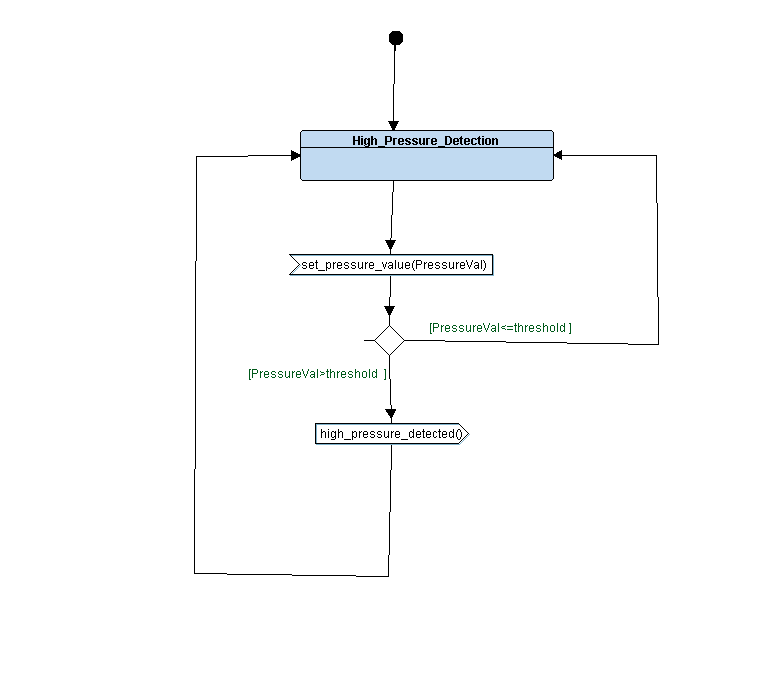 High_Pressure_Detection
set_pressure_value(PressureVal)
[PressureVal<=threshold ]
[PressureVal>threshold ]
high_pressure_detected()